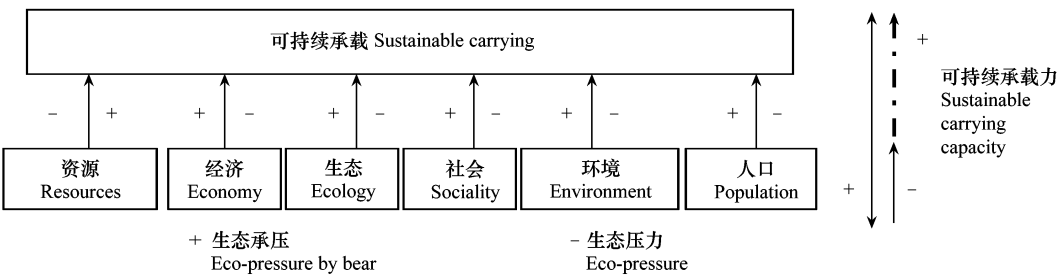 可持续承载 Sustainable carrying
+
可持续承载力
Sustainable
carrying
capacity
− + + − + − + − + − + −
资源
Resources
经济
Economy
生态
Ecology
社会
Sociality
环境
Environment
人口
Population
+ −
+ 生态承压
Eco-pressure by bear
− 生态压力
Eco-pressure